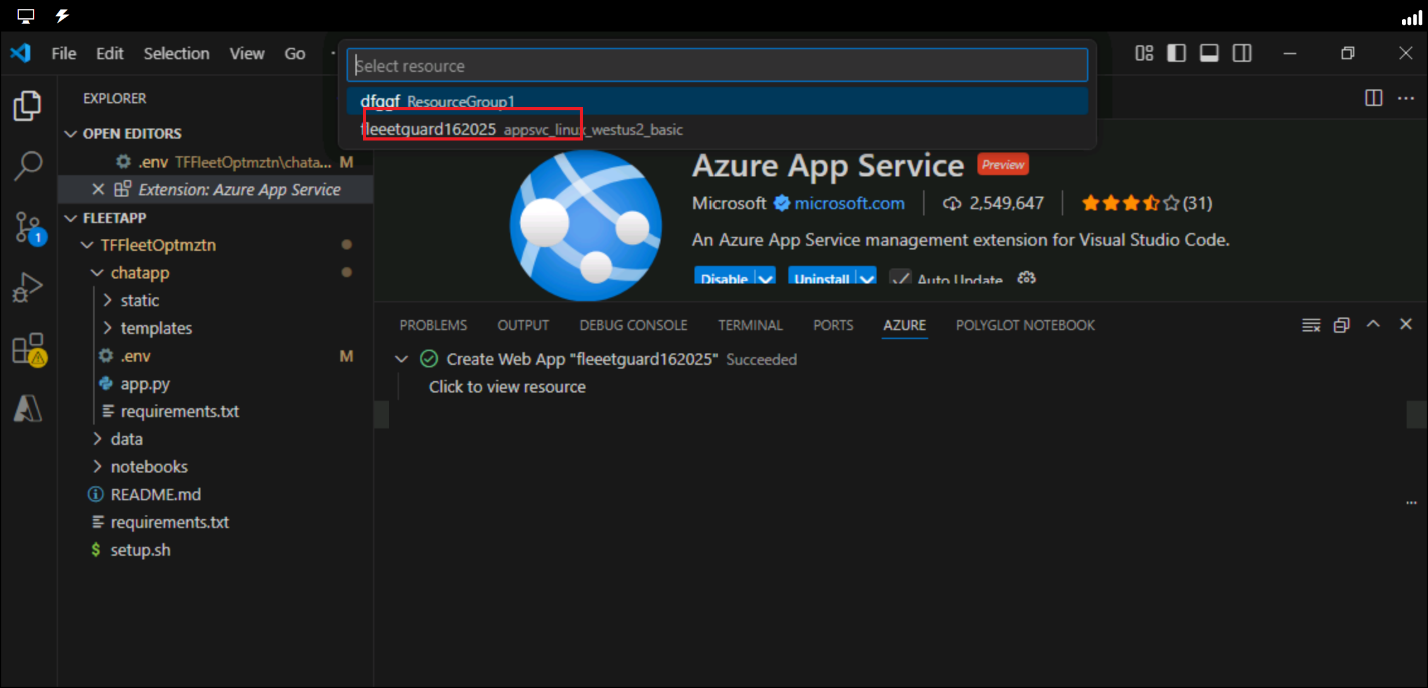 File Edit Selection View Go
Select resource
dfggf ResourceGroup1
fleeetguard162025 appsvc_linux_westus2_basic
EXPLORER
OPEN EDITORS
.env TFFleetOptmztn\chata... M
Extension: Azure App Service
FLEETAPP
TFFleetOptmztn
chatapp
static
templates
.env M
app.py
requirements.txt
data
notebooks
README.md
requirements.txt
$ setup.sh
1
Azure App Service Preview
Microsoft microsoft.com 2,549,647 (31)
An Azure App Service management extension for Visual Studio Code.
Disable Uninstall Auto Update
PROBLEMS OUTPUT DEBUG CONSOLE TERMINAL PORTS AZURE POLYGLOT NOTEBOOK
Create Web App "fleeetguard162025" Succeeded
Click to view resource